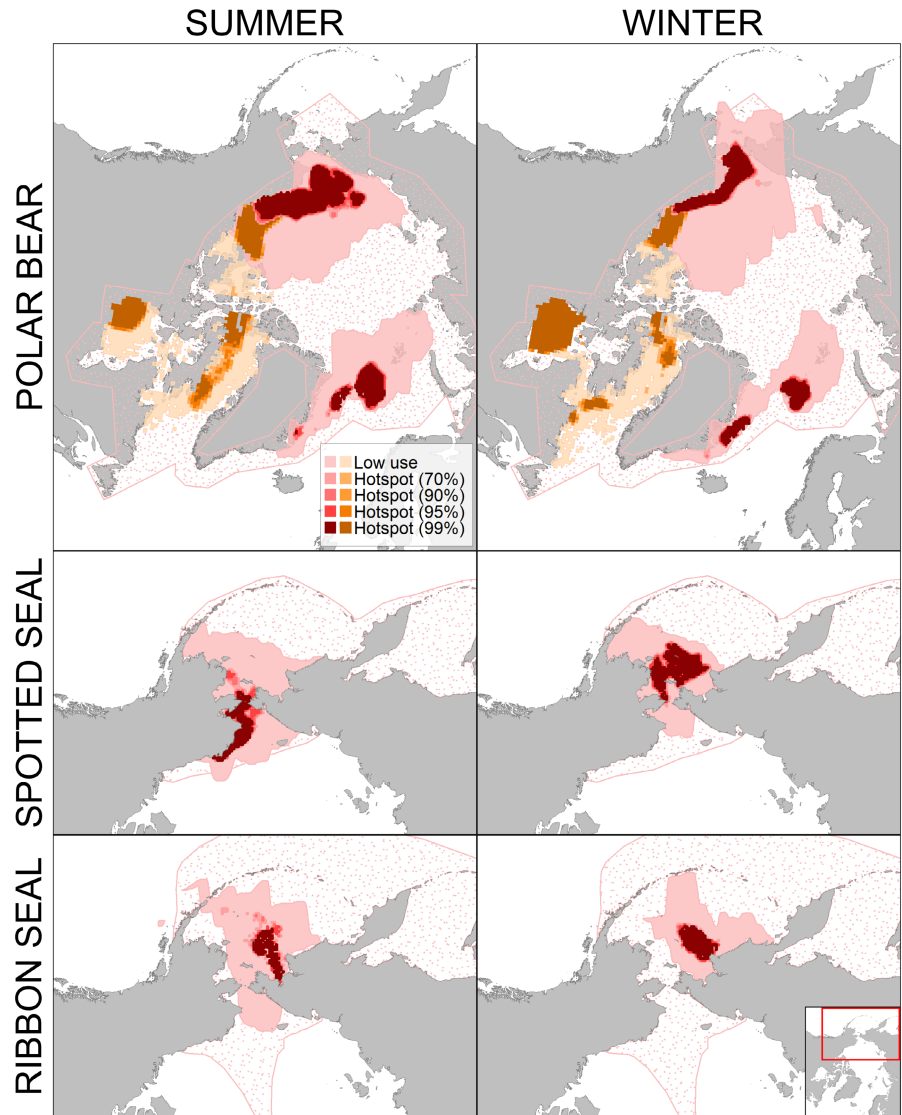 SUMMER
WINTER
POLAR BEAR
Low use
Hotspot (70%)
Hotspot (90%)
Hotspot (95%)
Hotspot (99%)
SPOTTED SEAL
RIBBON SEAL